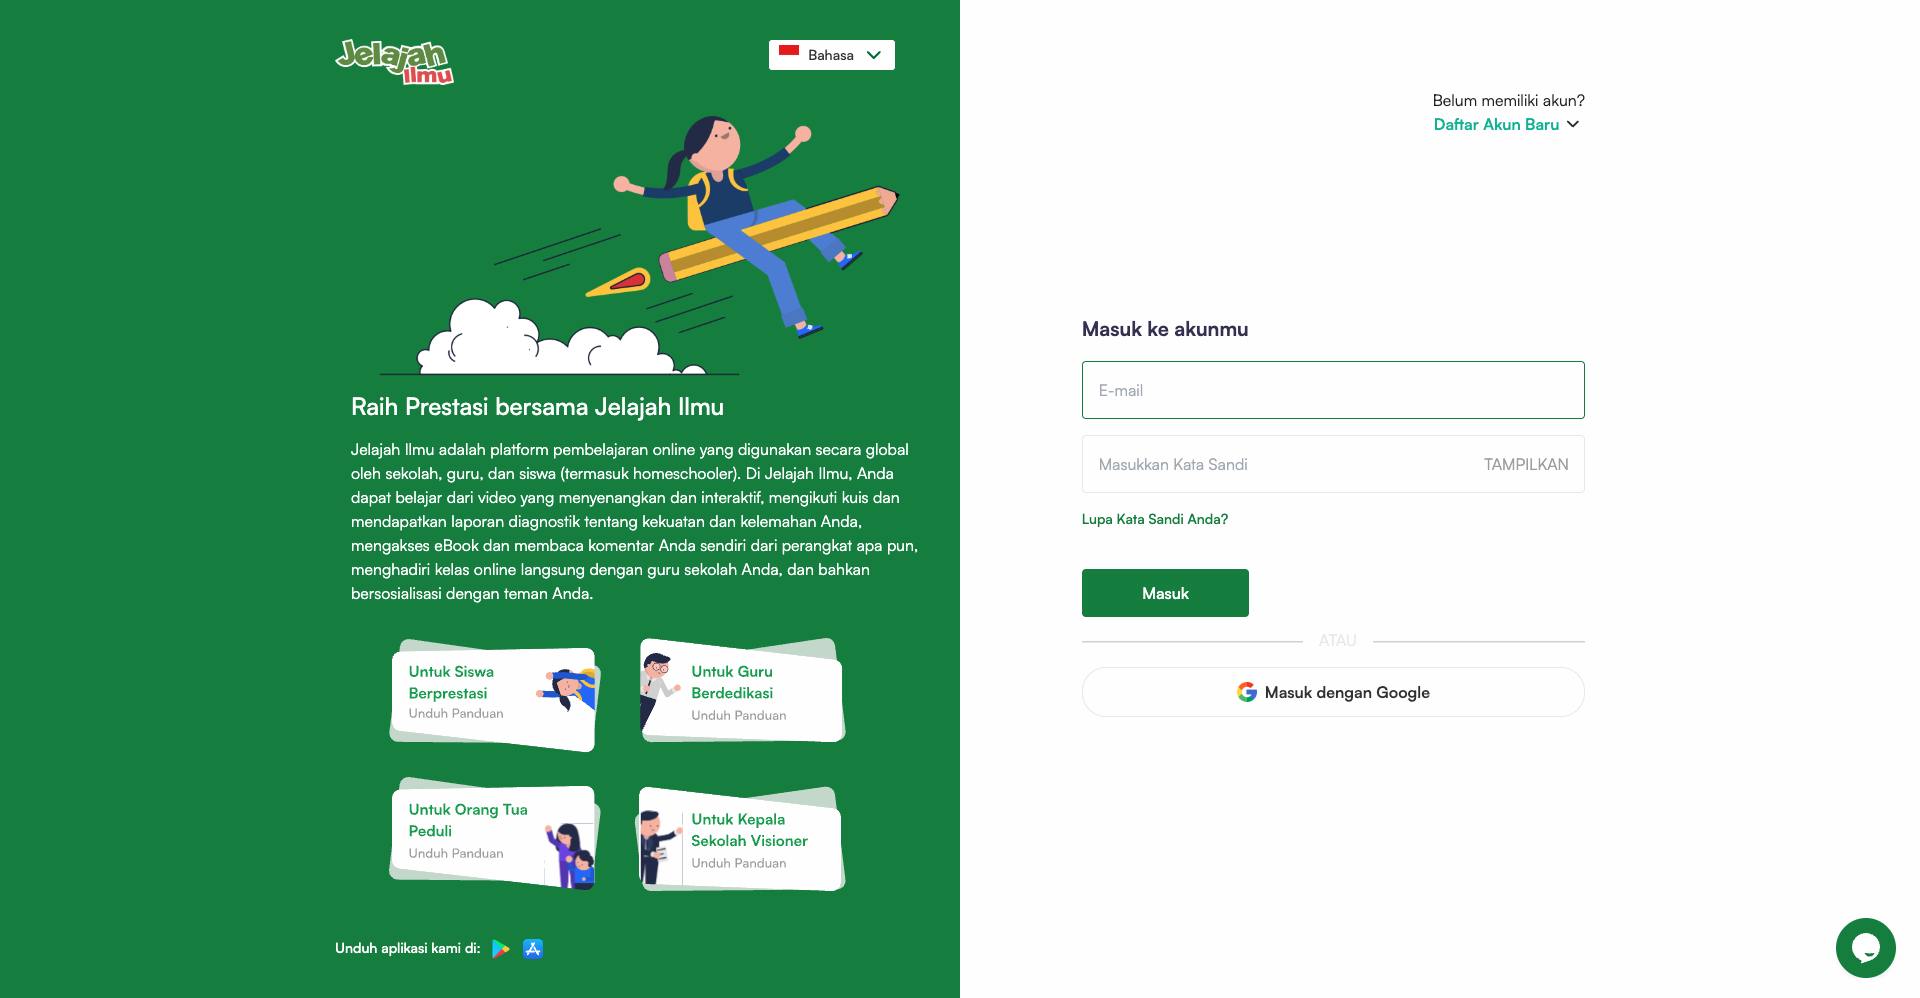 Jelajah
Ilmu
Bahasa
Raih Prestasi bersama Jelajah Ilmu
Jelajah Ilmu adalah platform pembelajaran online yang digunakan secara global
oleh sekolah, guru, dan siswa (termasuk homeschooler). Di Jelajah Ilmu, Anda
dapat belajar dari video yang menyenangkan dan interaktif, mengikuti kuis dan
mendapatkan laporan diagnostik tentang kekuatan dan kelemahan Anda,
mengakses eBook dan membaca komentar Anda sendiri dari perangkat apa pun,
menghadiri kelas online langsung dengan guru sekolah Anda, dan bahkan
bersosialisasi dengan teman Anda.
Untuk Siswa
Berprestasi
Unduh Panduan
Untuk Guru
Berdedikasi
Unduh Panduan
Untuk Orang Tua
Peduli
Unduh Panduan
Untuk Kepala
Sekolah Visioner
Unduh Panduan
Unduh aplikasi kami di:
Belum memiliki akun?
Daftar Akun Baru
Masuk ke akunmu
E-mail
Masukkan Kata Sandi
TAMPILKAN
Lupa Kata Sandi Anda?
Masuk
ATAU
Masuk dengan Google